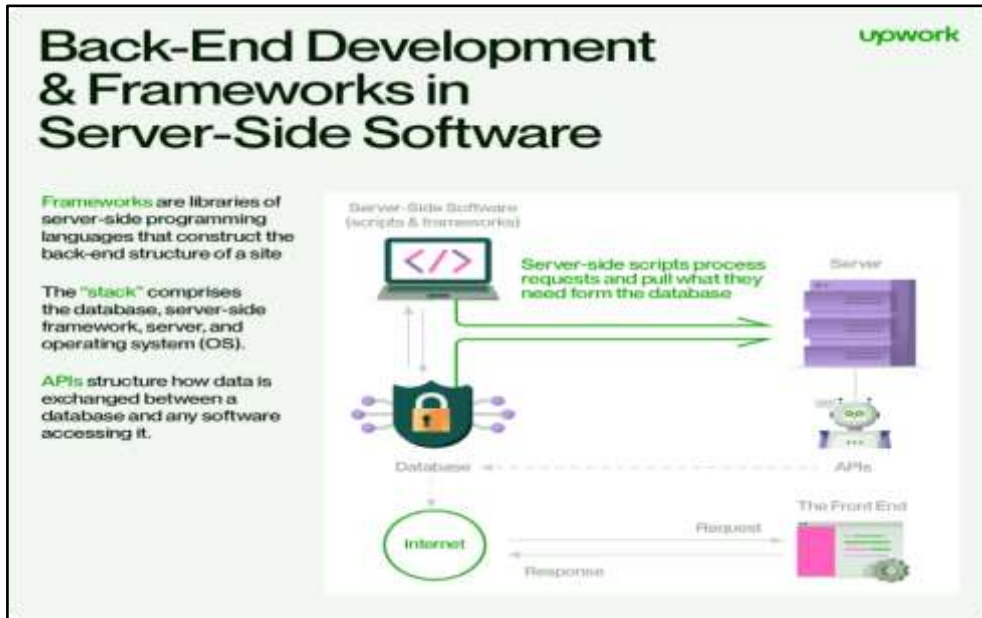 Back-End Development
& Frameworks in
Server-Side Software
upwork
Frameworks are libraries of
server-side programming
languages that construct the
back-end structure of a site
The "stack" comprises
the database, server-side
framework, server, and
operating system (OS).
APIs structure how data is
exchanged between a
database and any software
accessing it.
Server-Side Software
(scripts & frameworks)
</>
Server-side scripts process
requests and pull what they
need form the database
Server
Database
APIs
The Front End
Internet
Request
Response